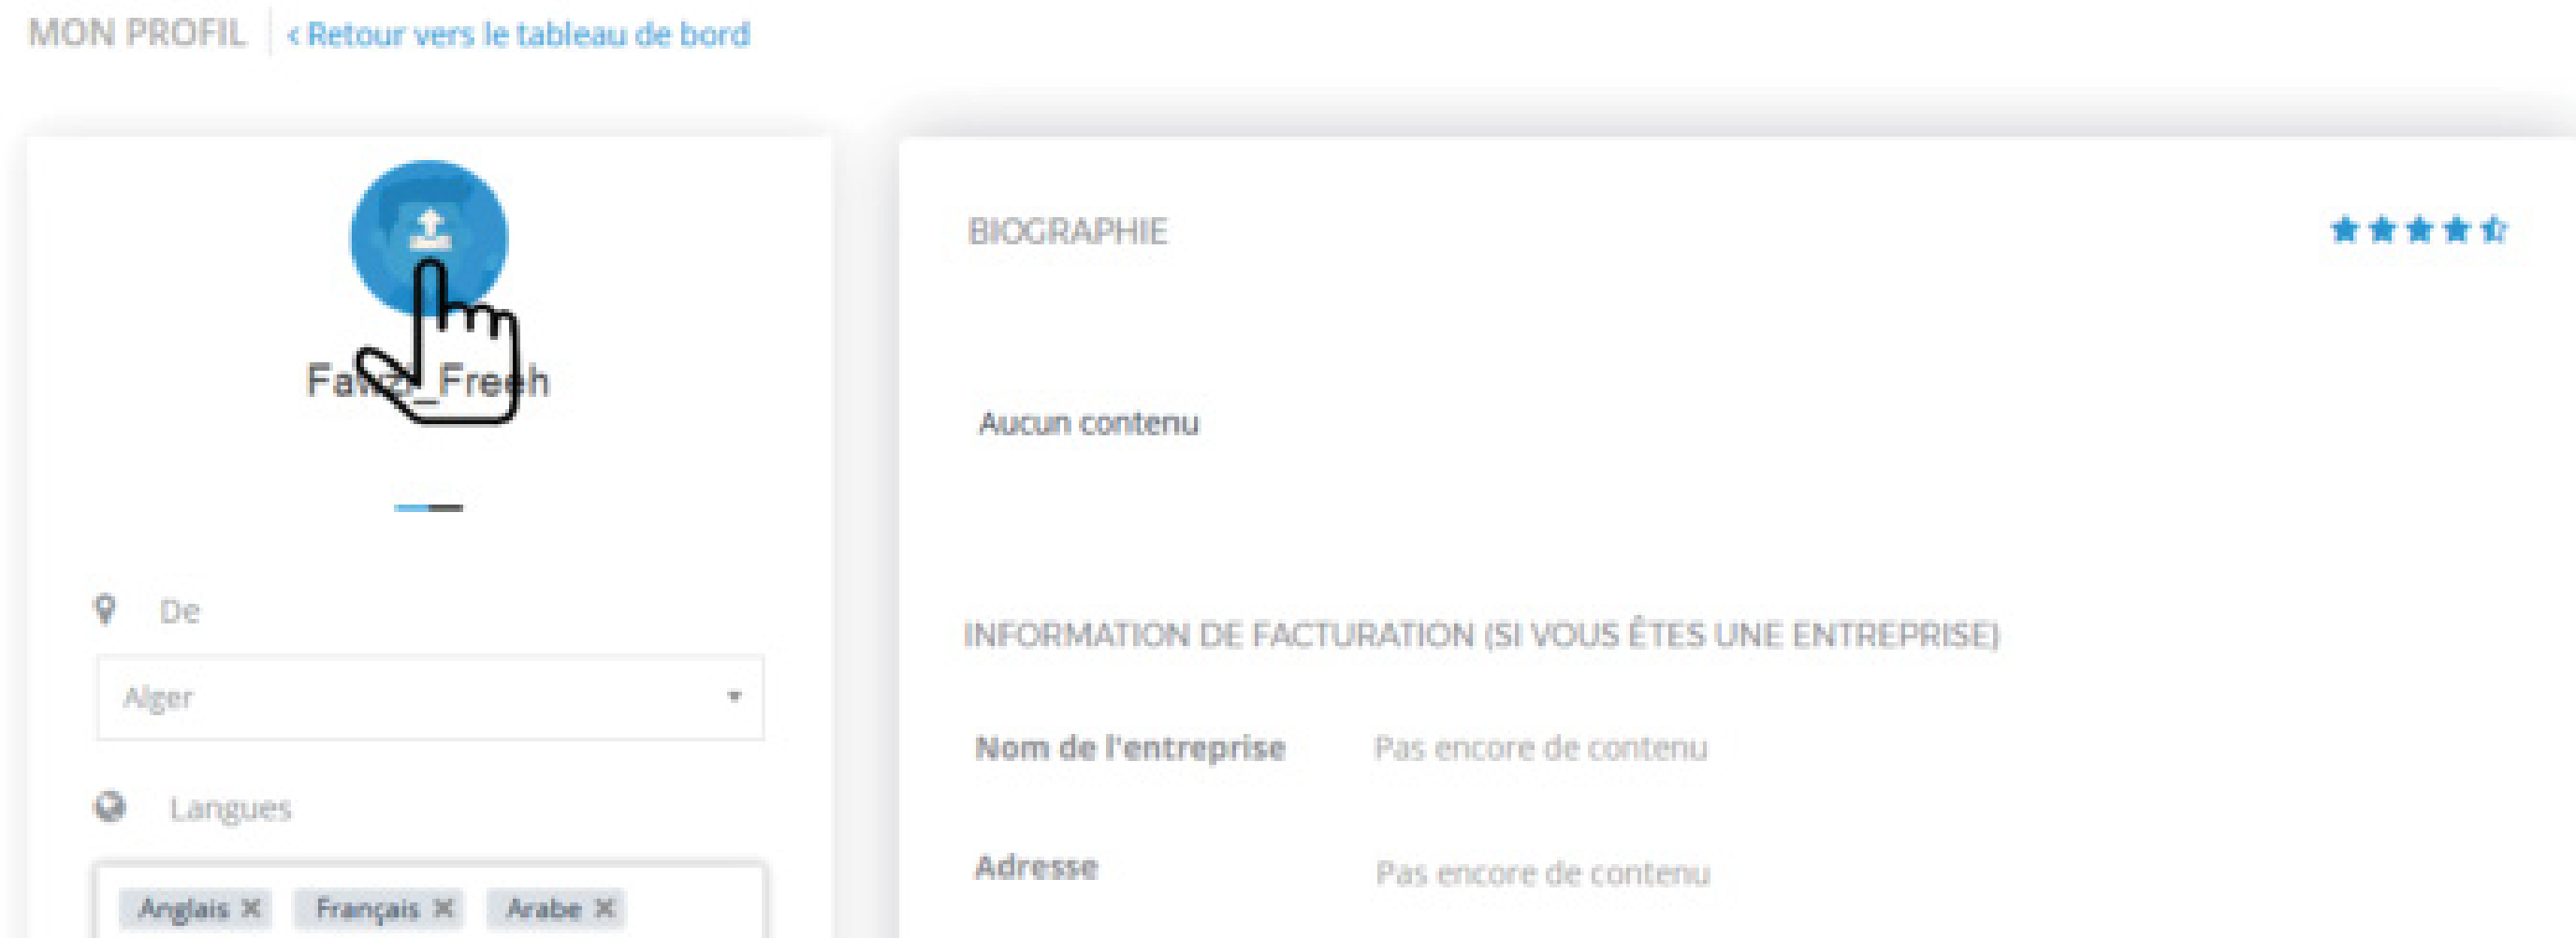 MON PROFIL
‹ Retour vers le tableau de bord
BIOGRAPHIE
Aucun contenu
De
Alger
Langues
Anglais × Français × Arabe ×
INFORMATION DE FACTURATION (SI VOUS ÊTES UNE ENTREPRISE)
Nom de l'entreprise Pas encore de contenu
Adresse Pas encore de contenu